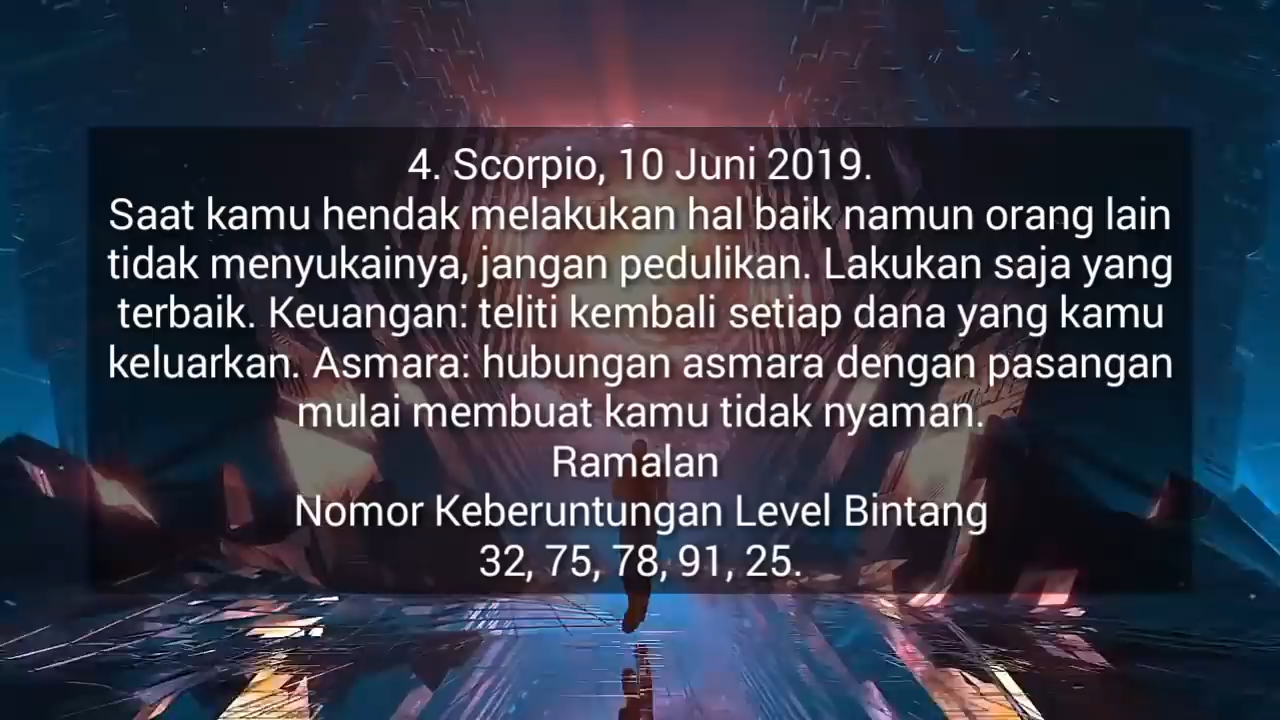 4. Scorpio, 10 Juni 2019.
Saat kamu hendak melakukan hal baik namun orang lain
tidak menyukainya, jangan pedulikan. Lakukan saja yang
terbaik. Keuangan: teliti kembali setiap dana yang kamu
keluarkan. Asmara: hubungan asmara dengan pasangan
mulai membuat kamu tidak nyaman.
Ramalan
Nomor Keberuntungan Level Bintang
32, 75, 78, 91, 25.